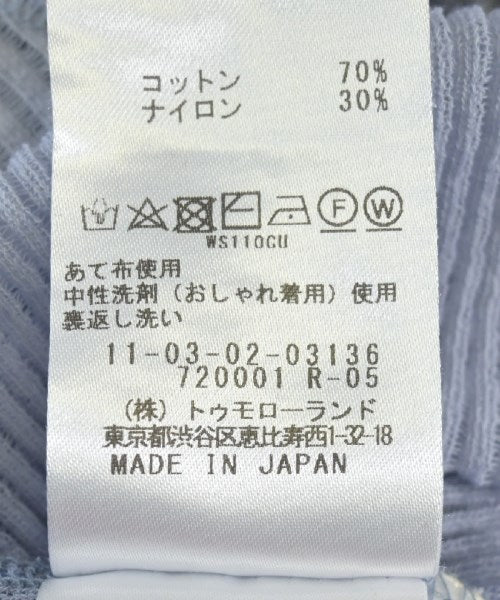 コットン 70%
ナイロン 30%
F W
WS110GU
あて布使用
中性洗剤（おしゃれ着用）使用
裏返し洗い
11-03-02-03136
720001 R-05
（株）トゥモローランド
東京都渋谷区恵比寿西1-32-18
MADE IN JAPAN